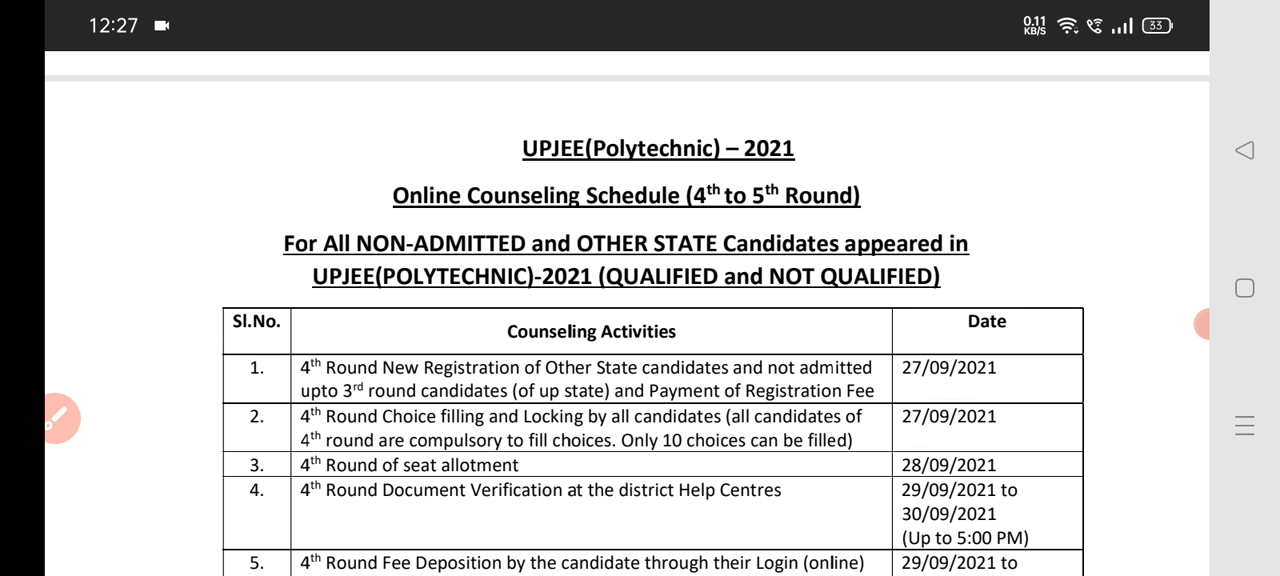 12:27
0.11
KB/S
33
UPJEE(Polytechnic) – 2021
Online Counseling Schedule (4th to 5th Round)
For All NON-ADMITTED and OTHER STATE Candidates appeared in
UPJEE(POLYTECHNIC)-2021 (QUALIFIED and NOT QUALIFIED)
Sl.No. Counseling Activities Date
1. 4th Round New Registration of Other State candidates and not admitted 27/09/2021
upto 3rd round candidates (of up state) and Payment of Registration Fee
2. 4th Round Choice filling and Locking by all candidates (all candidates of 27/09/2021
4th round are compulsory to fill choices. Only 10 choices can be filled)
3. 4th Round of seat allotment 28/09/2021
4. 4th Round Document Verification at the district Help Centres 29/09/2021 to
30/09/2021
(Up to 5:00 PM)
5. 4th Round Fee Deposition by the candidate through their Login (online) 29/09/2021 to